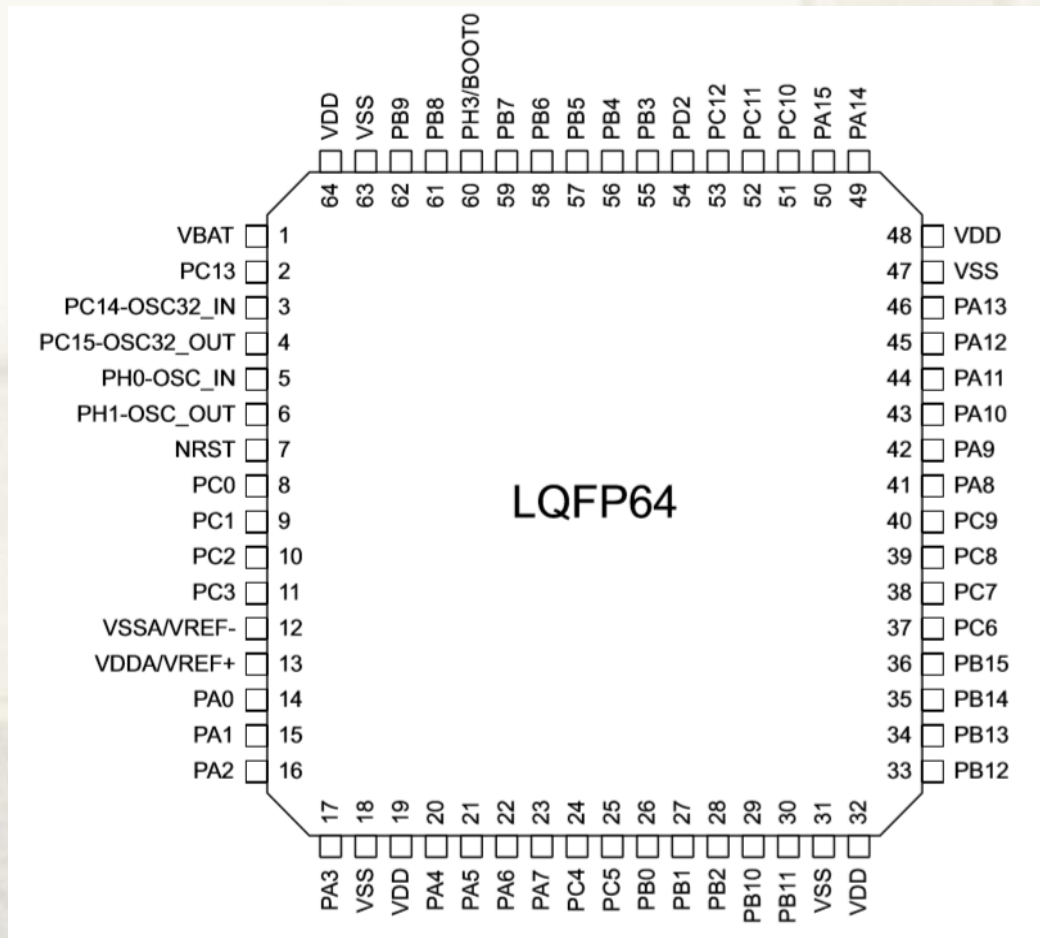 VDD VSS PB9 PB8 PH3/BOOT0 PB7 PB6 PB5 PB4 PB3 PD2 PC12 PC11 PC10 PA15 PA14
64 63 62 61 60 59 58 57 56 55 54 53 52 51 50 49
VBAT 1 48 VDD
PC13 2 47 VSS
PC14-OSC32_IN 3 46 PA13
PC15-OSC32_OUT 4 45 PA12
PH0-OSC_IN 5 44 PA11
PH1-OSC_OUT 6 43 PA10
NRST 7 42 PA9
PC0 8 41 PA8
LQFP64
PC1 9 40 PC9
PC2 10 39 PC8
PC3 11 38 PC7
VSSA/VREF- 12 37 PC6
VDDA/VREF+ 13 36 PB15
PA0 14 35 PB14
PA1 15 34 PB13
PA2 16 33 PB12
17 18 19 20 21 22 23 24 25 26 27 28 29 30 31 32
PA3 VSS VDD PA4 PA5 PA6 PA7 PC4 PC5 PB0 PB1 PB2 PB10 PB11 VSS VDD